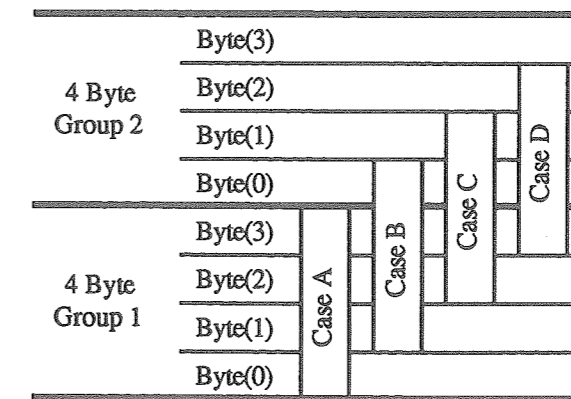 Byte(3)
Byte(2)
Byte(1)
Byte(0)
4 Byte
Group 2
Byte(3)
Byte(2)
Byte(1)
Byte(0)
4 Byte
Group 1
Case A
Case B
Case C
Case D